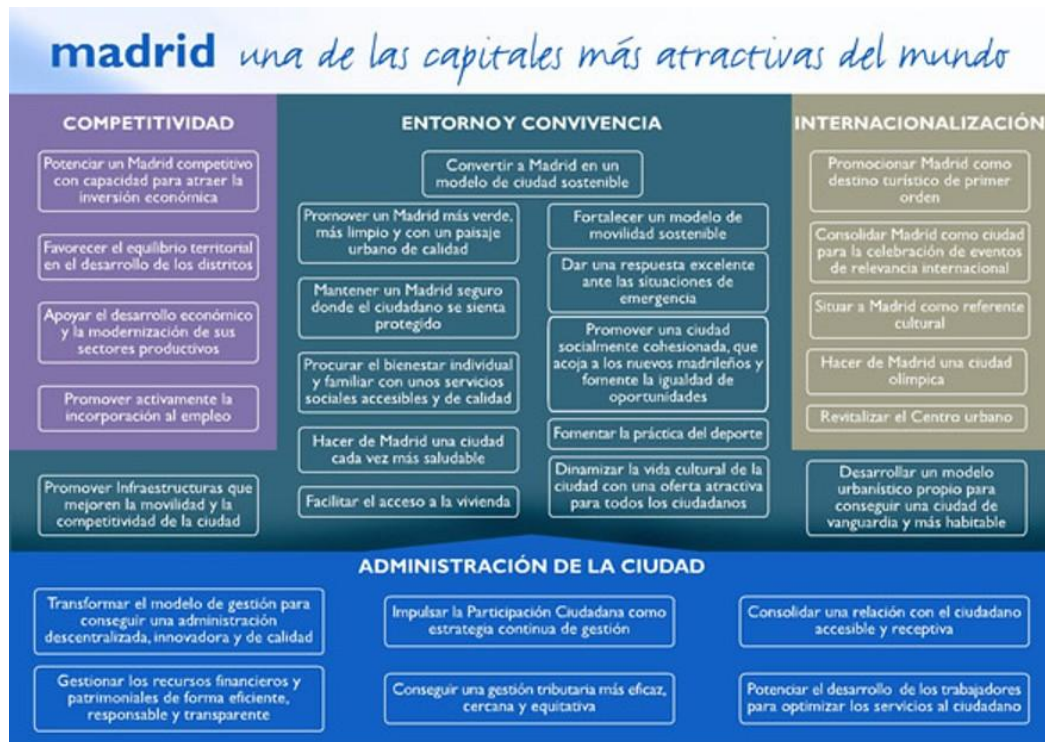 madrid una de las capitales más atractivas del mundo
COMPETITIVIDAD
Potenciar un Madrid competitivo
con capacidad para atraer la
inversión económica
Favorecer el equilibrio territorial
en el desarrollo de los distritos
Apoyar el desarrollo económico
y la modernización de sus
sectores productivos
Promover activamente la
incorporación al empleo
Promover Infraestructuras que
mejoren la movilidad y la
competitividad de la ciudad
ENTORNO Y CONVIVENCIA
Convertir a Madrid en un
modelo de ciudad sostenible
Promover un Madrid más verde,
más limpio y con un paisaje
urbano de calidad
Mantener un Madrid seguro
donde el ciudadano se sienta
protegido
Procurar el bienestar individual
y familiar con unos servicios
sociales accesibles y de calidad
Hacer de Madrid una ciudad
cada vez más saludable
Facilitar el acceso a la vivienda
Fortalecer un modelo de
movilidad sostenible
Dar una respuesta excelente
ante las situaciones de
emergencia
Promover una ciudad
socialmente cohesionada, que
acoja a los nuevos madrileños y
fomente la igualdad de
oportunidades
Fomentar la práctica del deporte
Dinamizar la vida cultural de la
ciudad con una oferta atractiva
para todos los ciudadanos
INTERNACIONALIZACIÓN
Promocionar Madrid como
destino turístico de primer
orden
Consolidar Madrid como ciudad
para la celebración de eventos
de relevancia internacional
Situar a Madrid como referente
cultural
Hacer de Madrid una ciudad
olímpica
Revitalizar el Centro urbano
Desarrollar un modelo
urbanístico propio para
conseguir una ciudad de
vanguardia y más habitable
ADMINISTRACIÓN DE LA CIUDAD
Transformar el modelo de gestión para
conseguir una administración
descentralizada, innovadora y de calidad
Impulsar la Participación Ciudadana como
estrategia continua de gestión
Consolidar una relación con el ciudadano
accesible y receptiva
Gestionar los recursos financieros y
patrimoniales de forma eficiente,
responsable y transparente
Conseguir una gestión tributaria más eficaz,
cercana y equitativa
Potenciar el desarrollo de los trabajadores
para optimizar los servicios al ciudadano